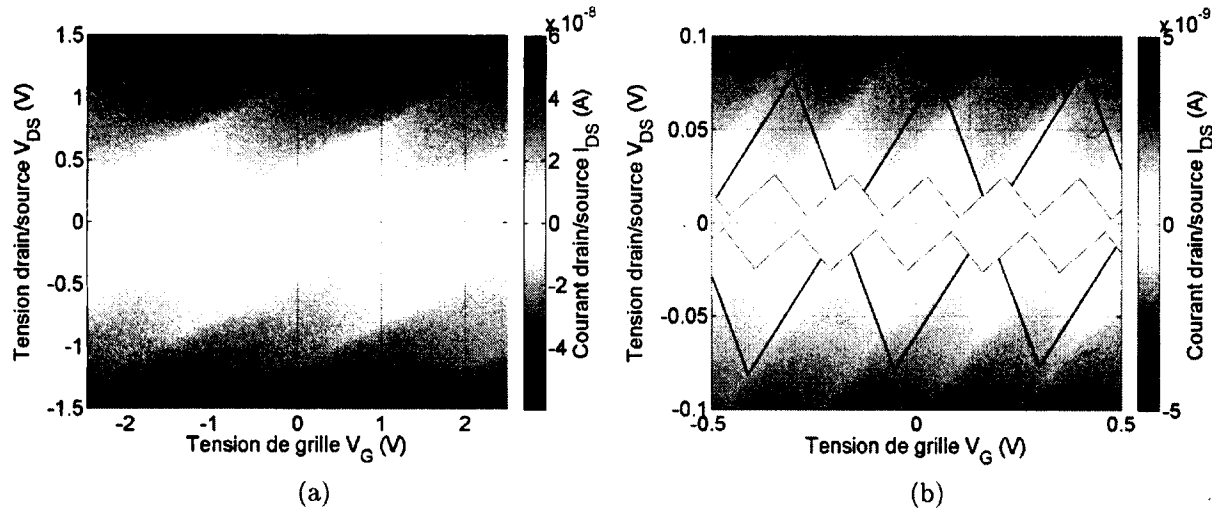 x 10^-8
1.5
1
0.5
0
-0.5
-1
-1.5
Tension drain/source V_DS (V)
-2
-1
0
1
2
Tension de grille V_G (V)
6
4
2
0
-2
-4
Courant drain/source I_DS (A)
(a)
x 10^-9
0.1
0.05
0
-0.05
-0.1
Tension drain/source V_DS (V)
-0.5
0
0.5
Tension de grille V_G (V)
5
0
-5
Courant drain/source I_DS (A)
(b)